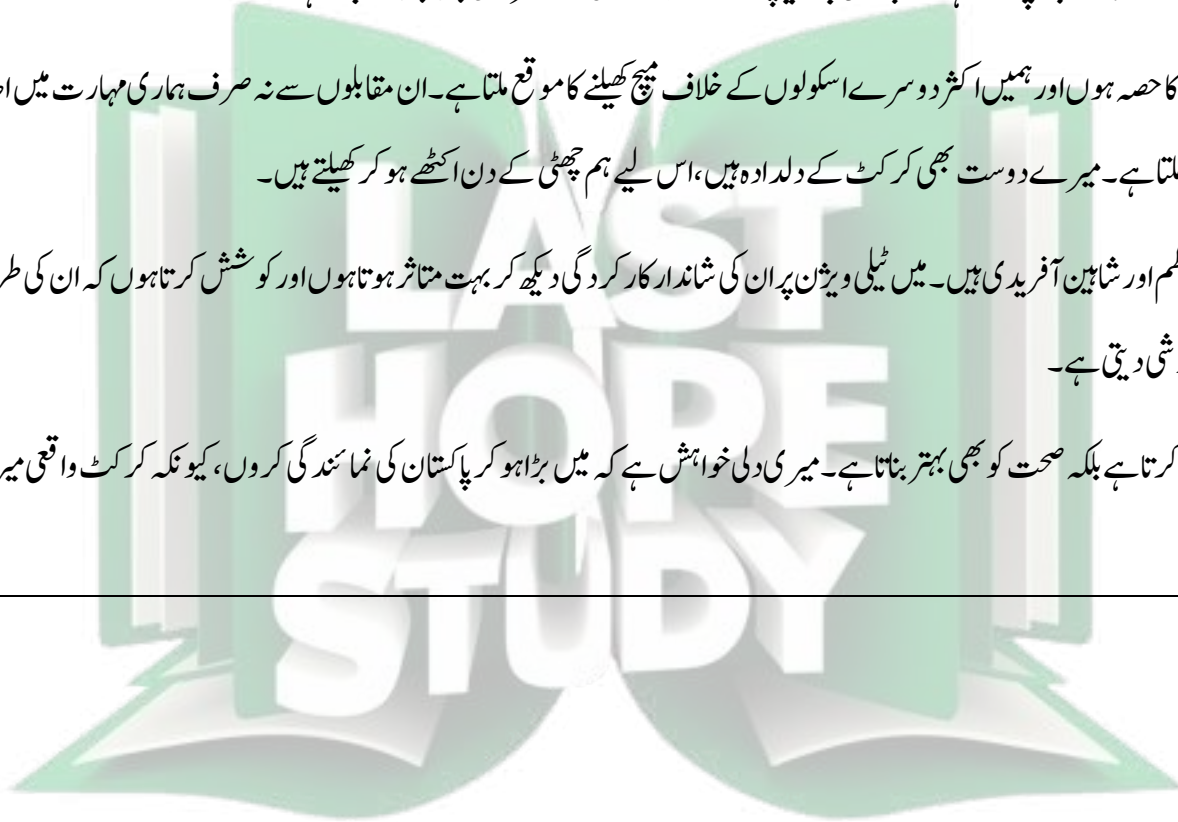 کا حصہ ہوں اور ہمیں اکثر دوسرے اسکولوں کے خلاف میچ کھیلنے کا موقع ملتا ہے۔ ان مقابلوں سے نہ صرف ہماری مہارت میں
ملتا ہے۔ میرے دوست بھی کرکٹ کے دلدادہ ہیں، اس لیے ہم چھٹی کے دن اکٹھے ہو کر کھیلتے ہیں۔
اور شاہین آفریدی ہیں۔ میں ٹیلی ویژن پر ان کی شاندار کارکردگی دیکھ کر بہت متاثر ہوتا ہوں اور کوشش کرتا ہوں کہ ان کی
دیتی ہے۔
کرتا ہے بلکہ صحت کو بھی بہتر بناتا ہے۔ میری دلی خواہش ہے کہ میں بڑا ہو کر پاکستان کی نمائندگی کروں، کیونکہ کرکٹ واقعی
LAST
HOPE
STUDY